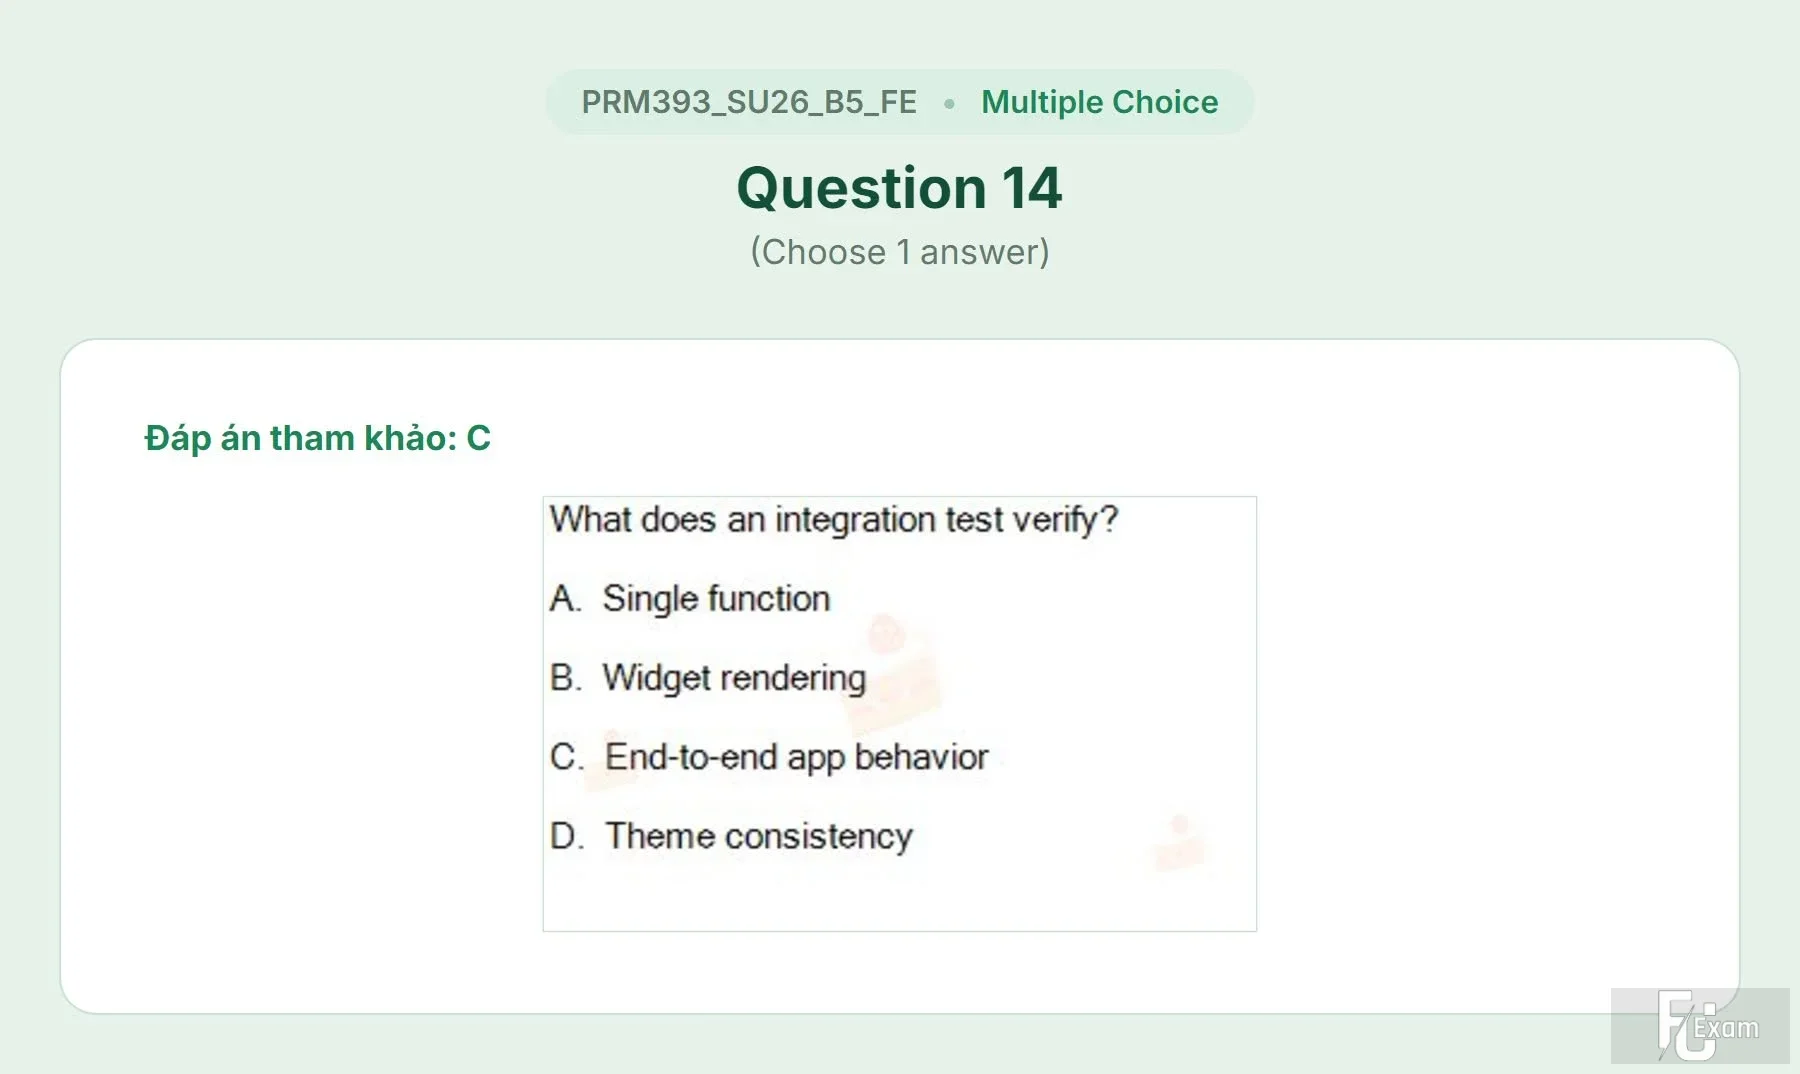 PRM393_SU26_B5_FE • Multiple Choice
Question 14
(Choose 1 answer)
Đáp án tham khảo: C
What does an integration test verify?
A. Single function
B. Widget rendering
C. End-to-end app behavior
D. Theme consistency
FU Exam